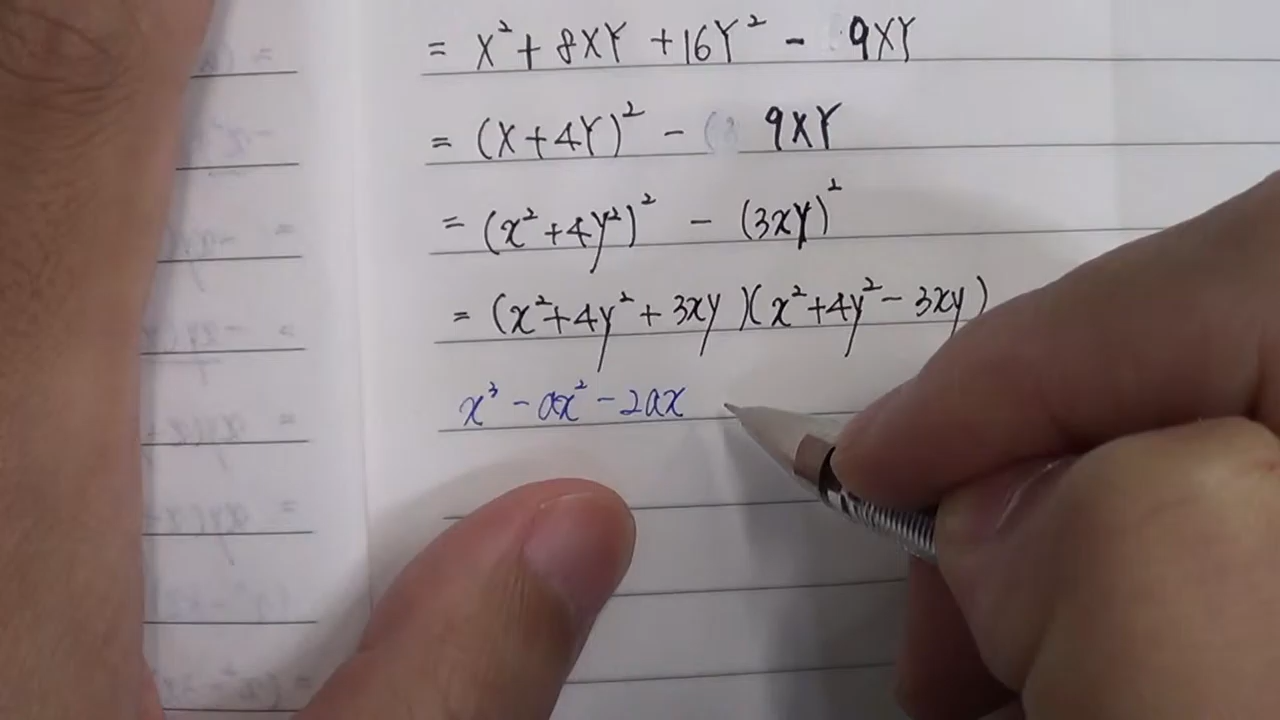 = X² + 8XY + 16Y² - 9XY
= (X + 4Y)² - 9XY
= (x² + 4y²)² - (3xy)²
= (x² + 4y² + 3xy)(x² + 4y² - 3xy)
x³ - ax² - 2ax